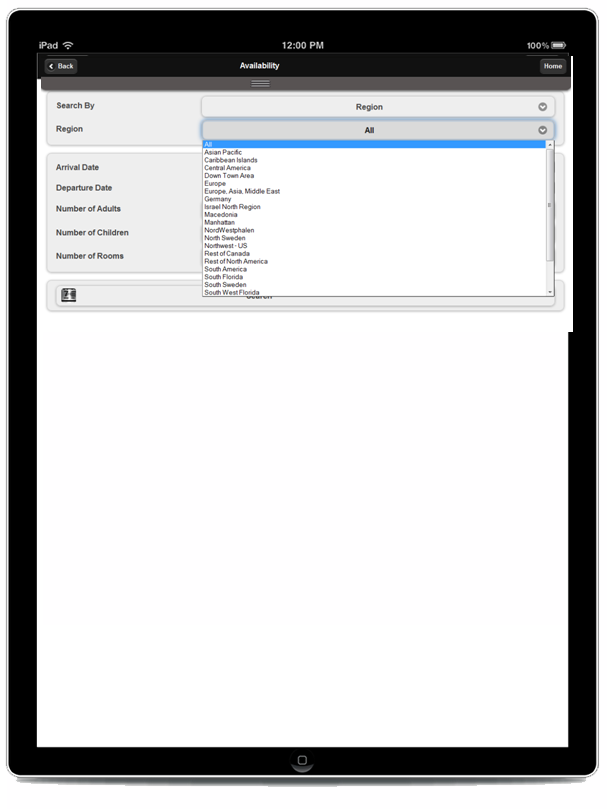 iPad 12:00 PM 100%
Back Availability Home
Search By Region
Region All
All
Asian Pacific
Caribbean Islands
Central America
Down Town Area
Europe
Europe, Asia, Middle East
Germany
Israel North Region
Macedonia
Manhattan
NordWestphalen
North Sweden
Northwest - US
Rest of Canada
Rest of North America
South America
South Florida
South Sweden
South West Florida
Arrival Date
Departure Date
Number of Adults
Number of Children
Number of Rooms
Search